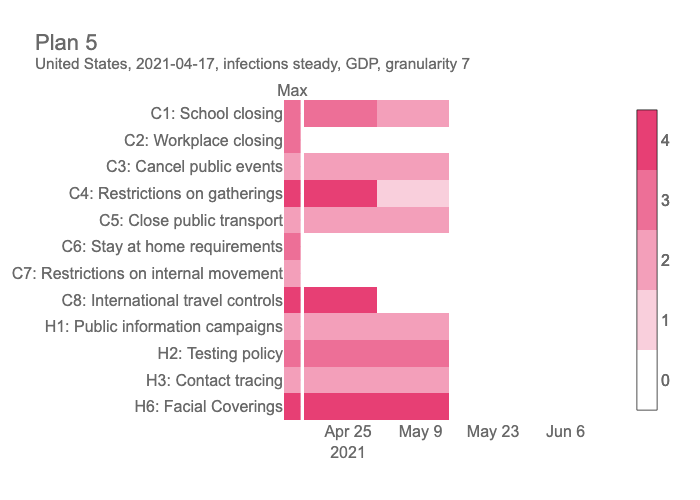 Plan 5
United States, 2021-04-17, infections steady, GDP, granularity 7
Max
C1: School closing
C2: Workplace closing
C3: Cancel public events
C4: Restrictions on gatherings
C5: Close public transport
C6: Stay at home requirements
C7: Restrictions on internal movement
C8: International travel controls
H1: Public information campaigns
H2: Testing policy
H3: Contact tracing
H6: Facial Coverings
Apr 25 May 9 May 23 Jun 6
2021
4
3
2
1
0